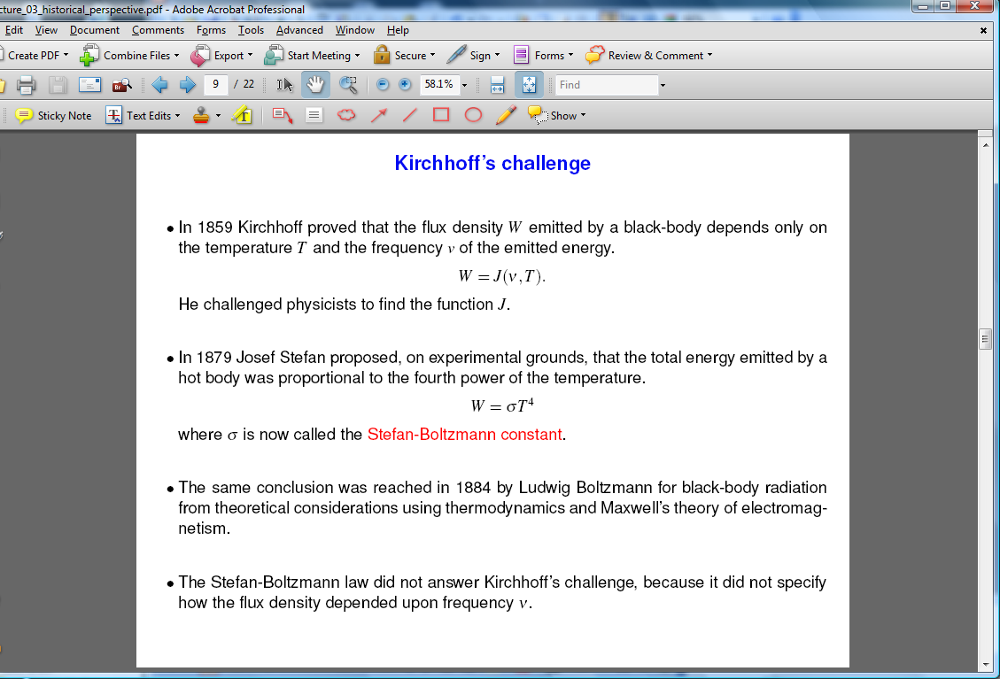 cture_03_historical_perspective.pdf - Adobe Acrobat Professional
Edit View Document Comments Forms Tools Advanced Window Help
Create PDF Combine Files Export Start Meeting Secure Sign Forms Review & Comment
Br 9 / 22 58.1% Find
Sticky Note Text Edits Show
Kirchhoff's challenge
• In 1859 Kirchhoff proved that the flux density W emitted by a black-body depends only on
the temperature T and the frequency ν of the emitted energy.
W = J(ν, T).
He challenged physicists to find the function J.
• In 1879 Josef Stefan proposed, on experimental grounds, that the total energy emitted by a
hot body was proportional to the fourth power of the temperature.
W = σT⁴
where σ is now called the Stefan-Boltzmann constant.
• The same conclusion was reached in 1884 by Ludwig Boltzmann for black-body radiation
from theoretical considerations using thermodynamics and Maxwell's theory of electromag-
netism.
• The Stefan-Boltzmann law did not answer Kirchhoff's challenge, because it did not specify
how the flux density depended upon frequency ν.